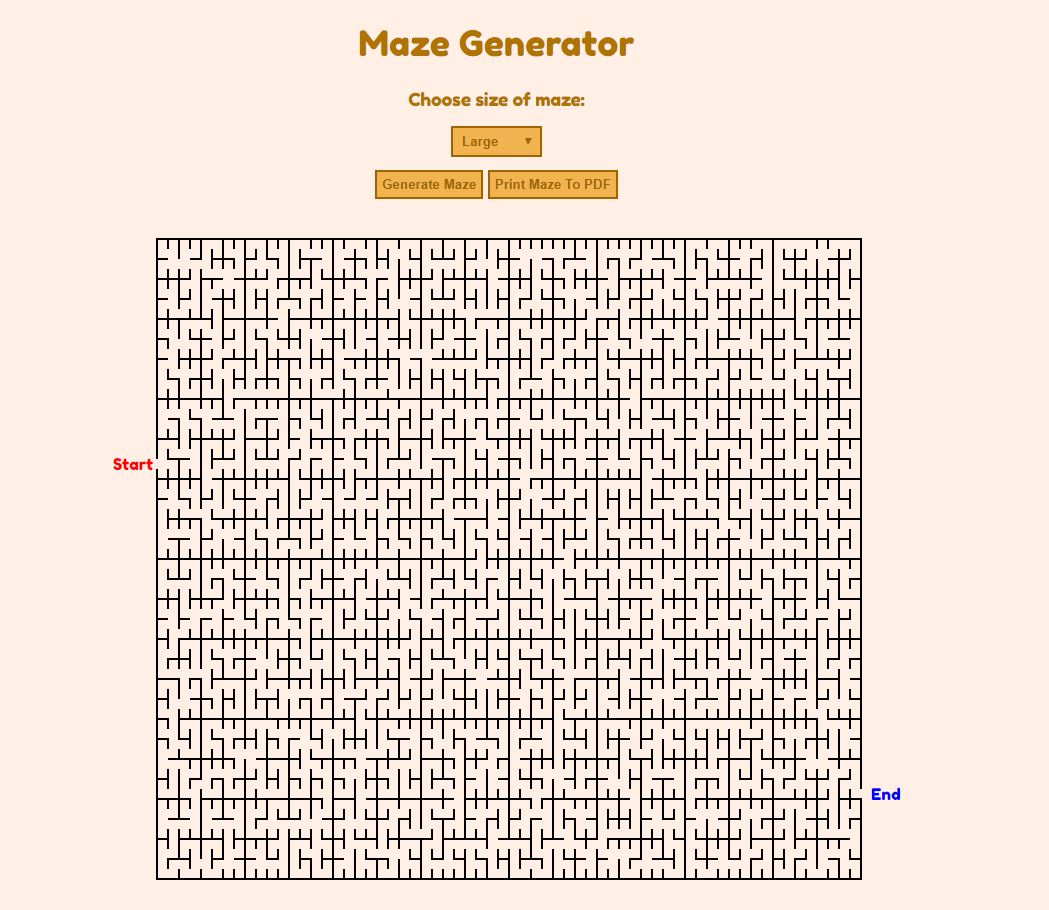 Maze Generator
Choose size of maze:
Large ▼
Generate Maze Print Maze To PDF
Start
End